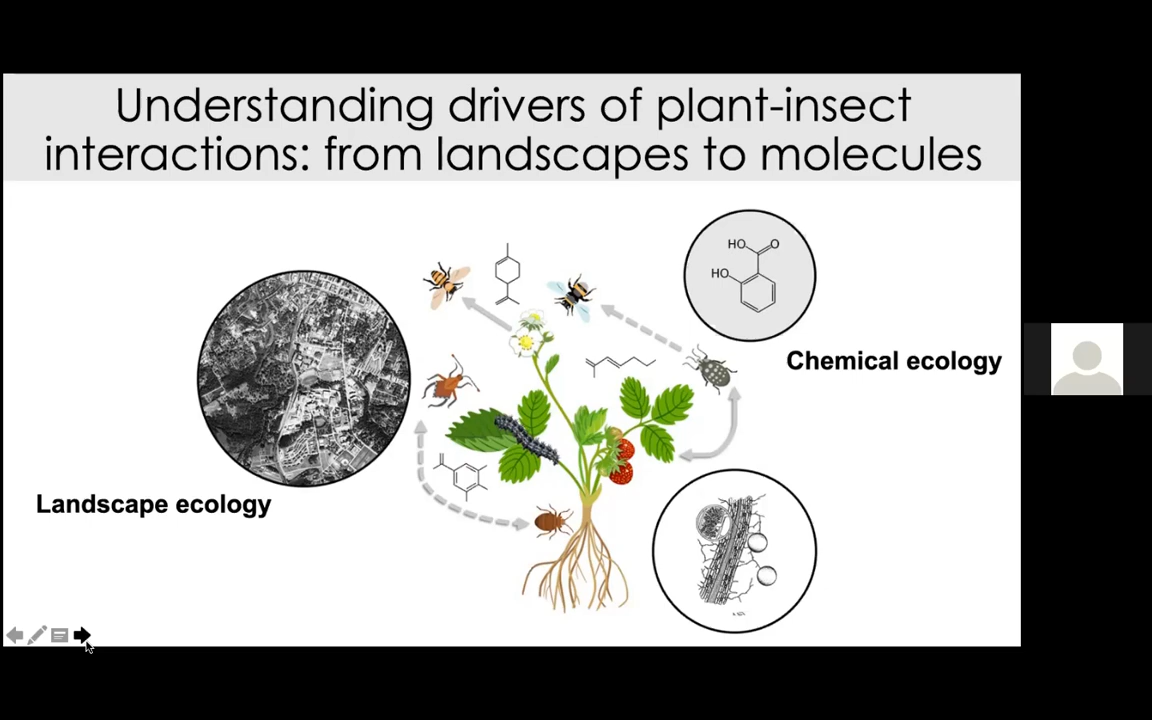 Understanding drivers of plant-insect
interactions: from landscapes to molecules
HO
O
HO
Chemical ecology
Landscape ecology